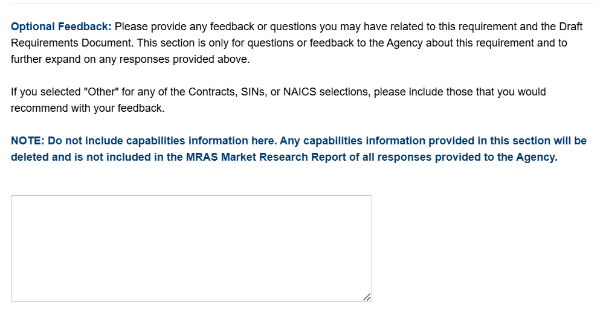 Optional Feedback: Please provide any feedback or questions you may have related to this requirement and the Draft
Requirements Document. This section is only for questions or feedback to the Agency about this requirement and to
further expand on any responses provided above.
If you selected "Other" for any of the Contracts, SINs, or NAICS selections, please include those that you would
recommend with your feedback.
NOTE: Do not include capabilities information here. Any capabilities information provided in this section will be
deleted and is not included in the MRAS Market Research Report of all responses provided to the Agency.